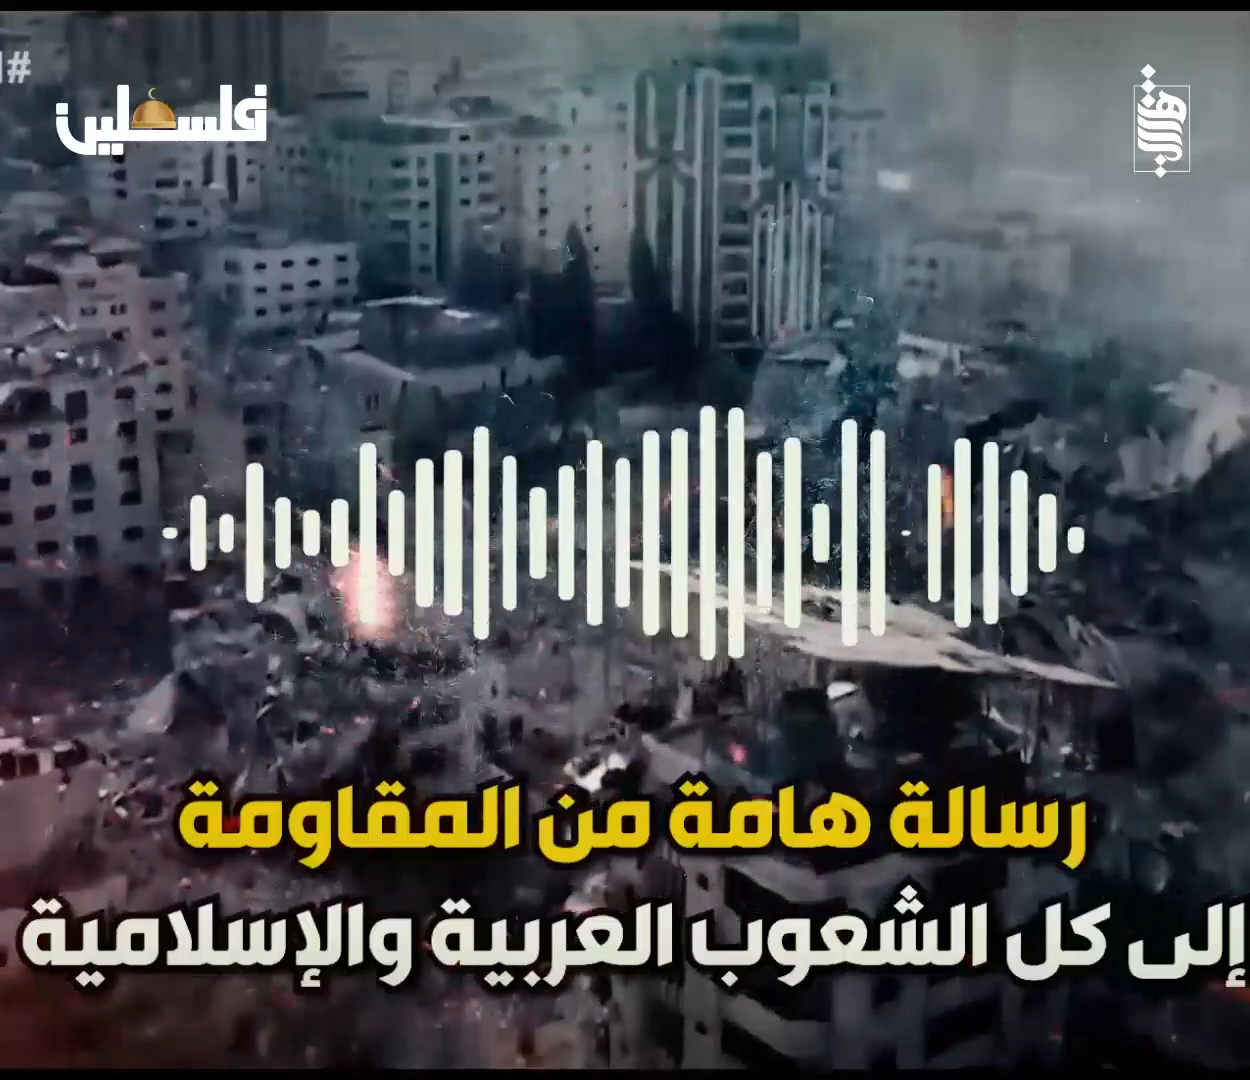 فلسطين
رسالة هامة من المقاومة
إلى كل الشعوب العربية والإسلامية